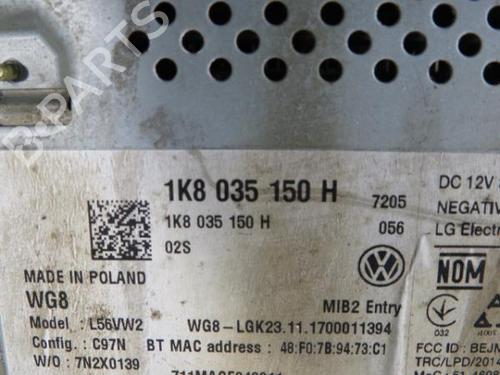 B-PARTS
1K8 035 150 H
1K8 035 150 H
02S
7205
056
DC 12V
NEGATIV
LG Electr
MADE IN POLAND
WG8
Model : L56VW2
Config. : C97N
W/O : 7N2X0139
MIB2 Entry
WG8-LGK23.11.1700011394
BT MAC address : 48:F0:7B:94:73:C1
NOM
032
FCC ID : BEJM
TRC/LPD/2014